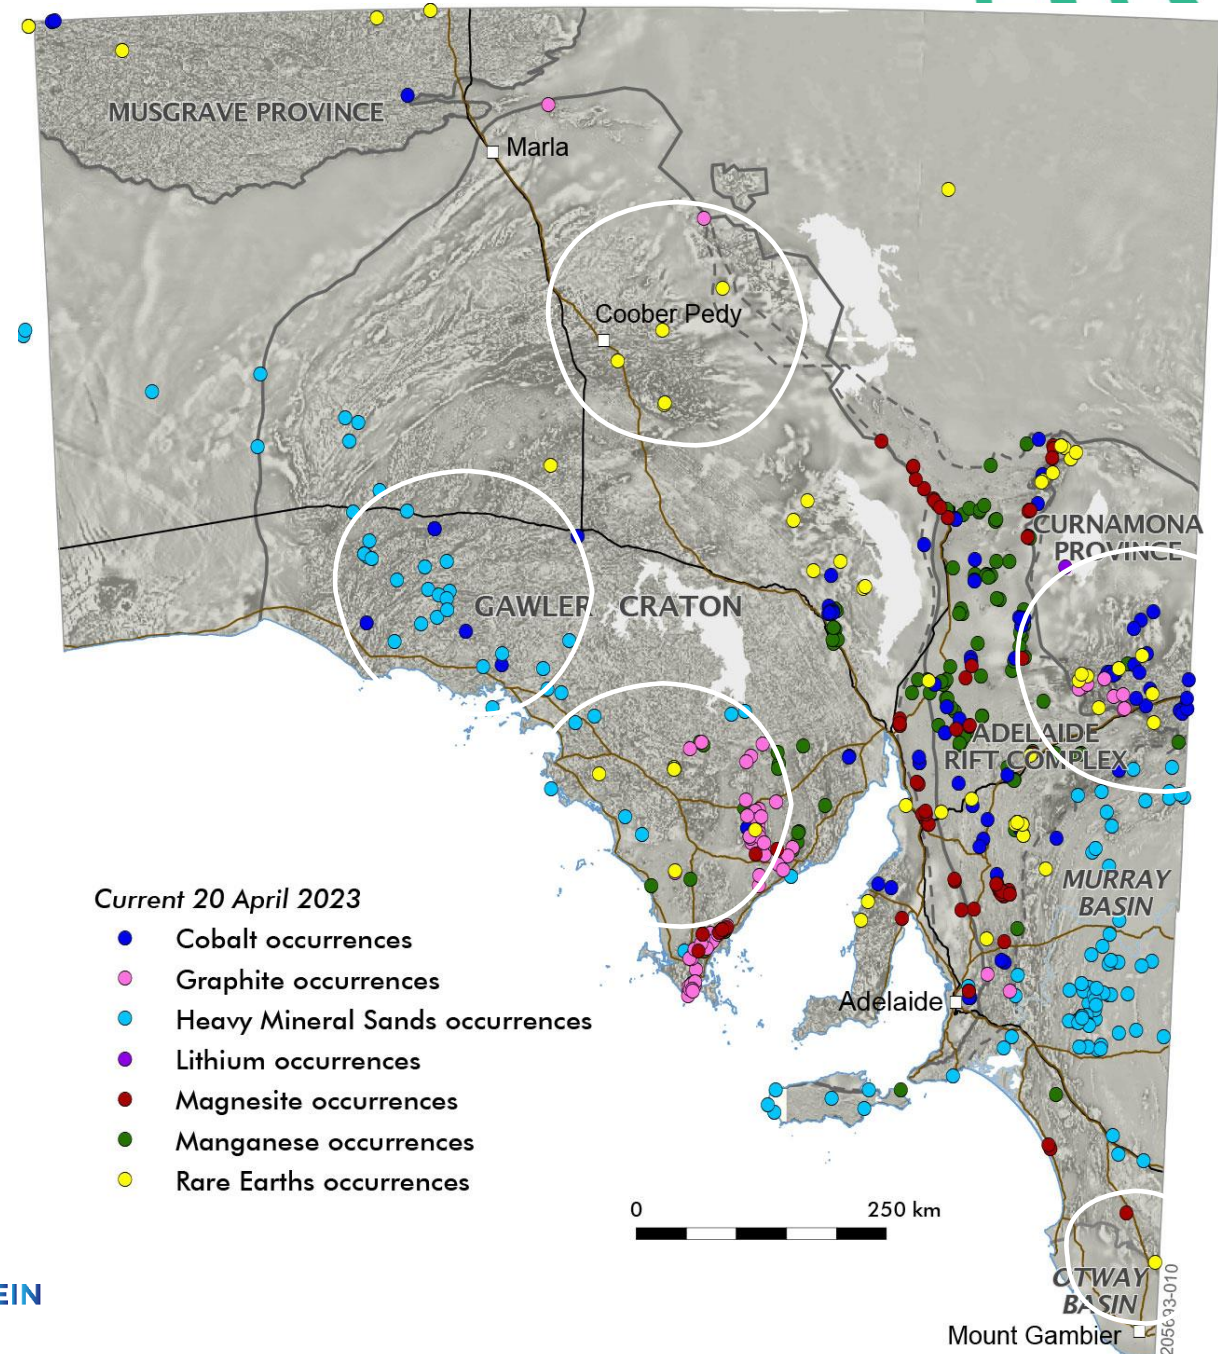 MUSGRAVE PROVINCE
Marla
Coober Pedy
CURNAMONA
PROVINCE
GAWLER CRATON
ADELAIDE
RIFT COMPLEX
MURRAY
BASIN
Current 20 April 2023
Cobalt occurrences
Graphite occurrences
Heavy Mineral Sands occurrences
Lithium occurrences
Magnesite occurrences
Manganese occurrences
Rare Earths occurrences
Adelaide
0 250 km
OTWAY
BASIN
Mount Gambier
205693-010
EIN